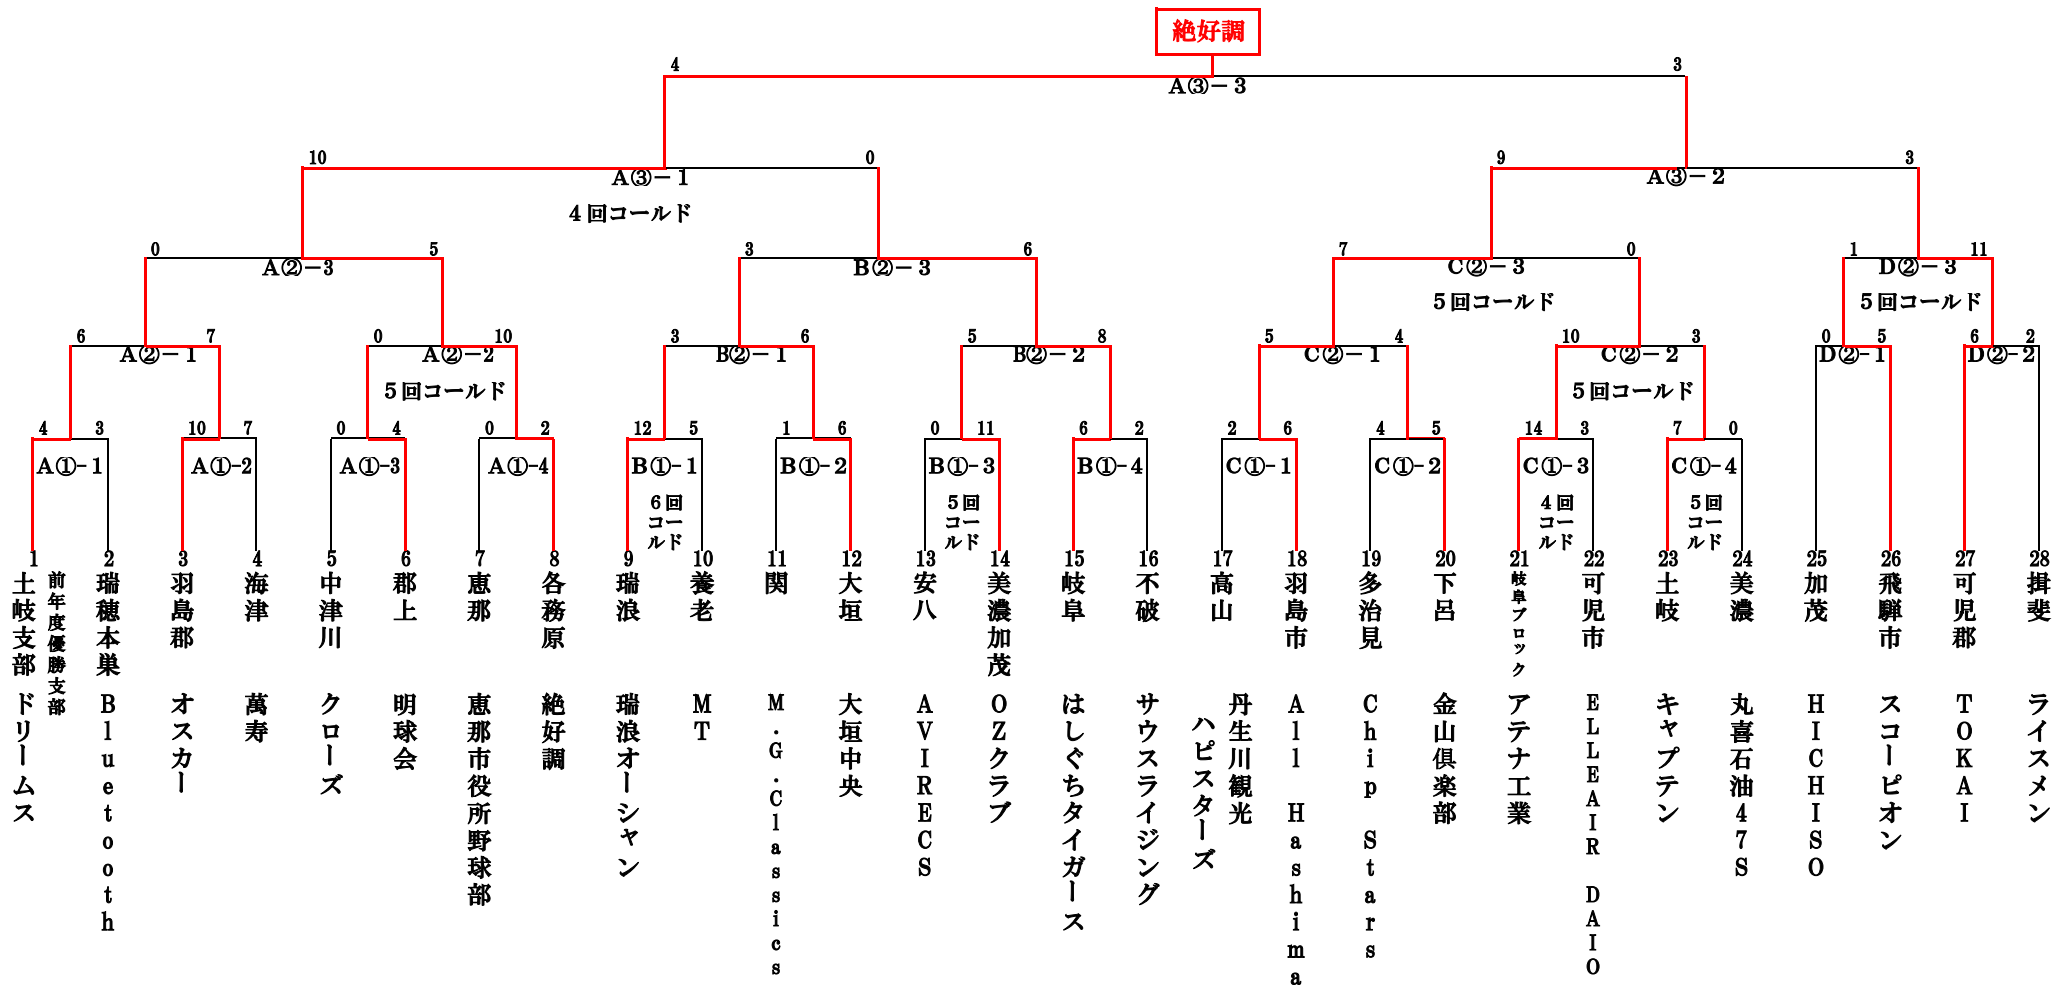 絶好調
4 3
A③－3
10 0 9 3
A③－1 A③－2
4回コールド
0 5 3 6 7 0 1 11
A②－3 B②－3 C②－3 D②－3
5回コールド 5回コールド
6 7 0 10 3 6 5 8 5 4 10 3 0 5 6 2
A②－1 A②－2 B②－1 B②－2 C②－1 C②－2 D②-1 D②-2
5回コールド 5回コールド
4 3 10 7 0 4 0 2 12 5 1 6 0 11 6 2 2 6 4 5 14 3 7 0
A①-1 A①-2 A①-3 A①-4 B①-1 B①-2 B①-3 B①-4 C①-1 C①-2 C①-3 C①-4
6回コールド 5回コールド 4回コールド 5回コールド
1 土岐支部 ドリームス
前年度優勝支部
2 瑞穂本巣 Bluetooth
3 羽島郡 オスカー
4 海津 萬寿
5 中津川 クローズ
6 郡上 明球会
7 恵那 恵那市役所野球部
8 各務原 絶好調
9 瑞浪 瑞浪オーシャン
10 養老 MT
11 関 M.G.Classics
12 大垣 大垣中央
13 安八 AVIRECS
14 美濃加茂 OZクラブ
15 岐阜 はしぐちタイガース
16 不破 サウスライジング
17 高山 丹生川観光
ハピスターズ
18 羽島市 All Hashima
19 多治見 Chip Stars
20 下呂 金山倶楽部
21 岐阜ブロック アテナ工業
22 可児市 ELLEAIR DAIO
23 土岐 キャプテン
24 美濃 丸喜石油47S
25 加茂 HICHISO
26 飛騨市 スコーピオン
27 可児郡 TOKAI
28 揖斐 ライスメン